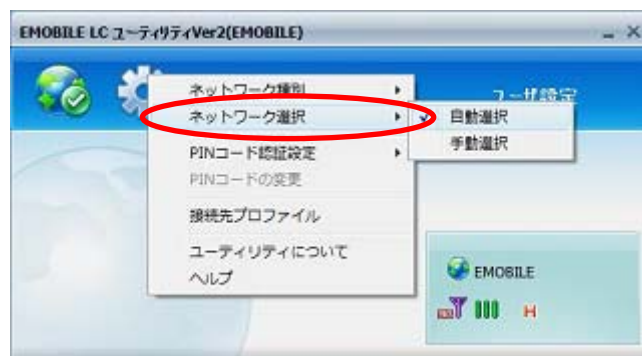 EMOBILE LC ユーティリティVer2(EMOBILE)
ネットワーク種別
ユーザ設定
ネットワーク選択
自動選択
手動選択
PINコード認証設定
PINコードの変更
接続先プロファイル
ユーティリティについて
ヘルプ
EMOBILE
H